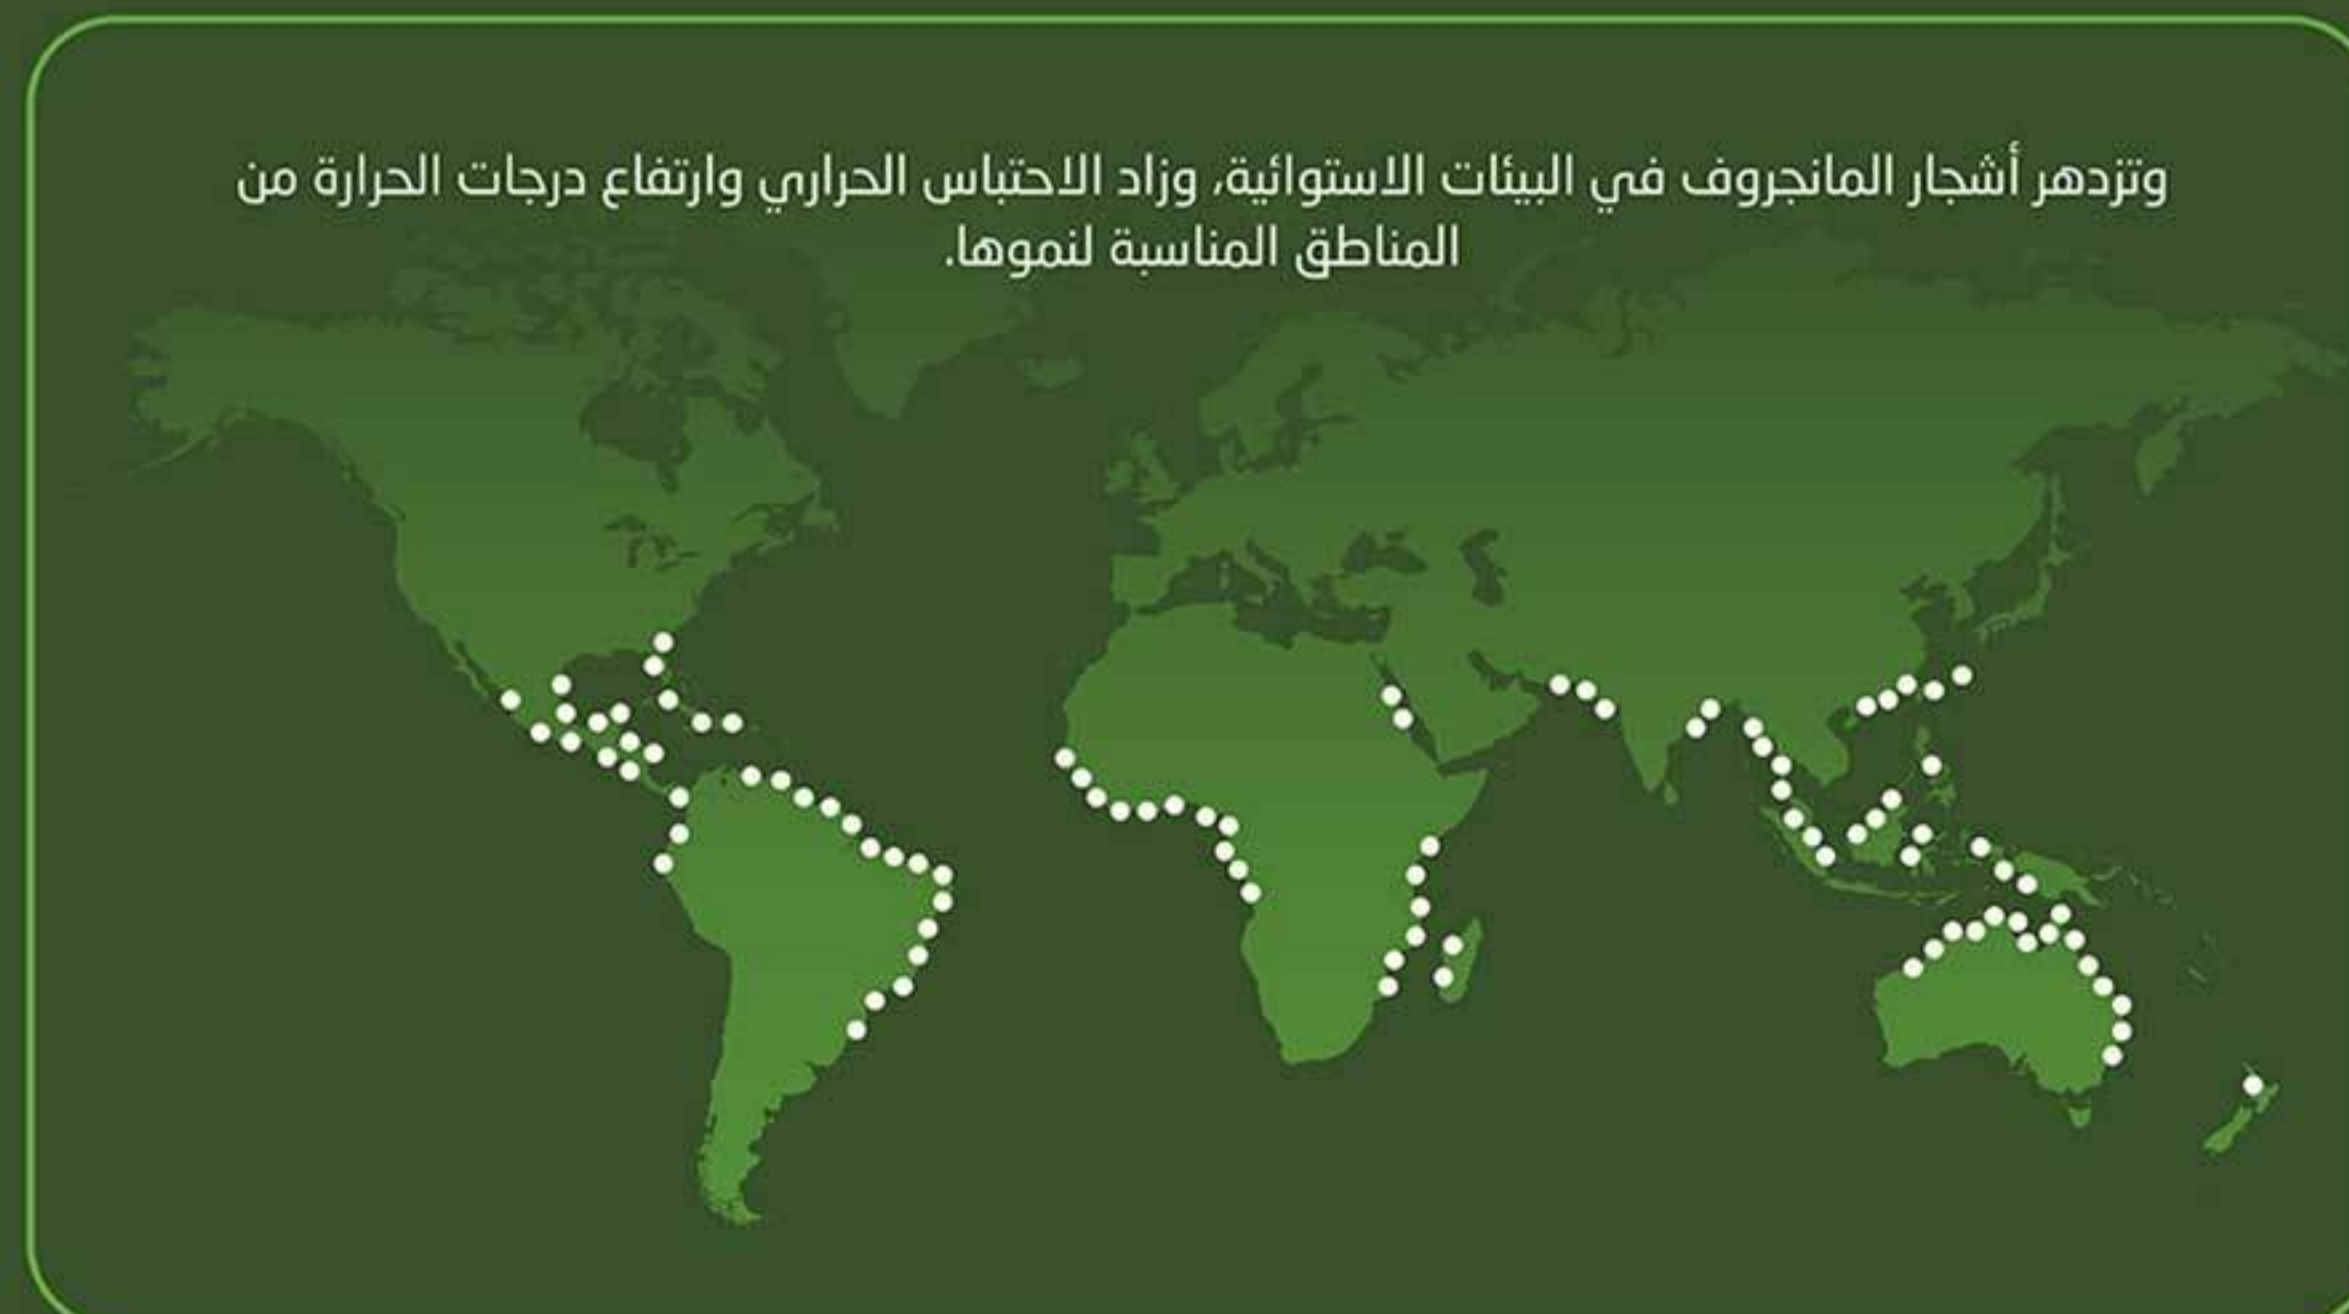 وتزدهر أشجار المانجروف في البيئات الاستوائية، وزاد الاحتباس الحراري وارتفاع درجات الحرارة من
المناطق المناسبة لنموها.